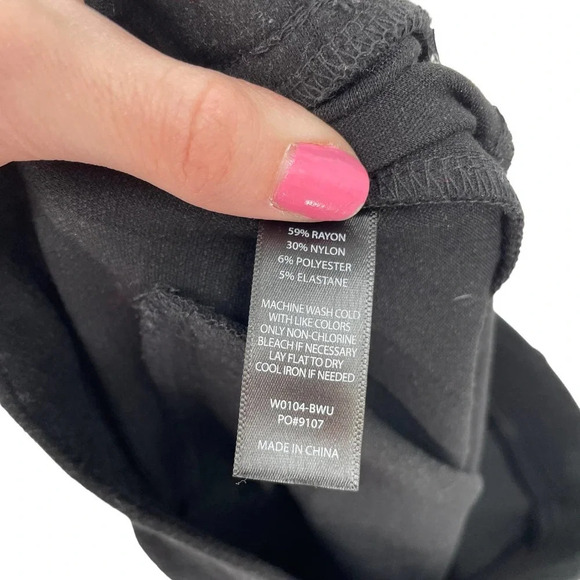 59% RAYON
30% NYLON
6% POLYESTER
5% ELASTANE
MACHINE WASH COLD
WITH LIKE COLORS
ONLY NON-CHLORINE
BLEACH IF NECESSARY
LAY FLAT TO DRY
COOL IRON IF NEEDED
W0104-BWU
PO#9107
MADE IN CHINA